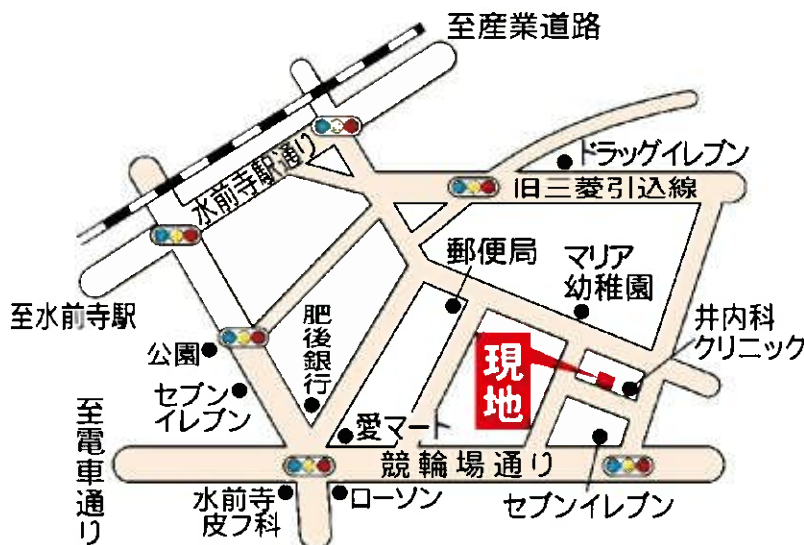 至産業道路
ドラッグイレブン
水前寺駅通り
旧三菱引込線
郵便局
マリア
幼稚園
至水前寺駅
井内科
クリニック
肥後銀行
公園
現地
セブン
イレブン
愛マート
至電車通り
競輪場通り
水前寺
皮フ科
ローソン
セブンイレブン